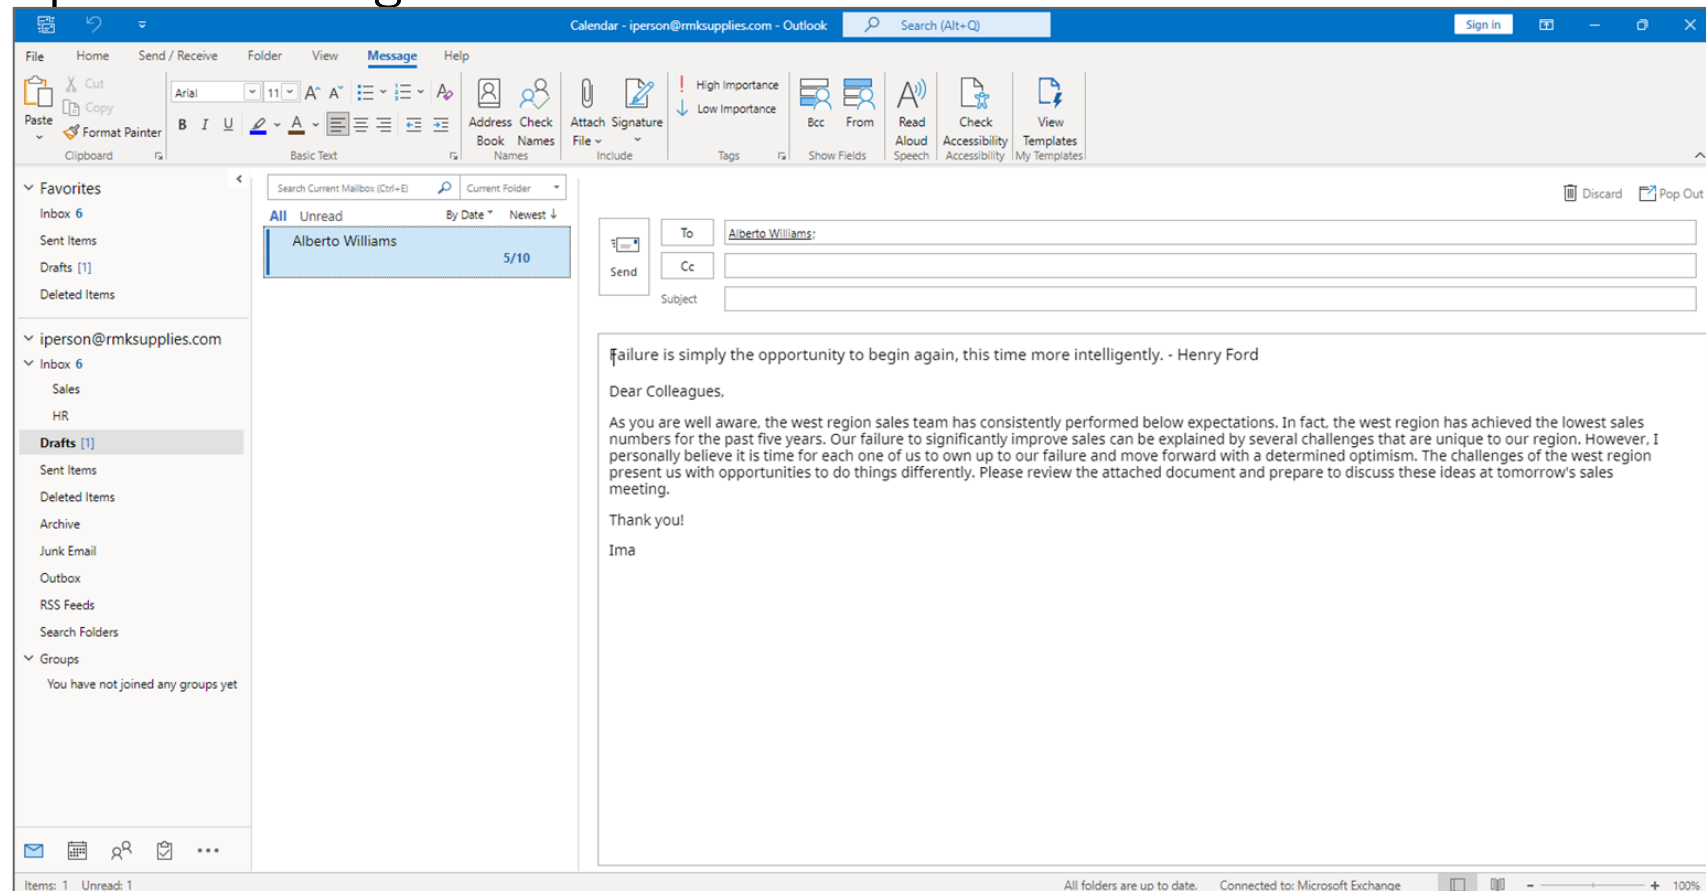 Calendar - iperson@rmksupplies.com - Outlook
Search (Alt+Q)
Sign in
File Home Send / Receive Folder View Message Help
Paste
Cut
Copy
Format Painter
Clipboard
Arial 11
B I U
Basic Text
Address Book
Check Names
Names
Attach File
Signature
Include
High Importance
Low Importance
Tags
Bcc
From
Show Fields
Read Aloud
Speech
Check Accessibility
Accessibility
View Templates
My Templates
Favorites
Inbox 6
Sent Items
Drafts [1]
Deleted Items
iperson@rmksupplies.com
Inbox 6
Sales
HR
Drafts [1]
Sent Items
Deleted Items
Archive
Junk Email
Outbox
RSS Feeds
Search Folders
Groups
You have not joined any groups yet
Search Current Mailbox (Ctrl+E)
Current Folder
All Unread By Date Newest ↓
Alberto Williams
5/10
Discard
Pop Out
Send
To Alberto Williams;
Cc
Subject
Failure is simply the opportunity to begin again, this time more intelligently. - Henry Ford
Dear Colleagues,
As you are well aware, the west region sales team has consistently performed below expectations. In fact, the west region has achieved the lowest sales
numbers for the past five years. Our failure to significantly improve sales can be explained by several challenges that are unique to our region. However, I
personally believe it is time for each one of us to own up to our failure and move forward with a determined optimism. The challenges of the west region
present us with opportunities to do things differently. Please review the attached document and prepare to discuss these ideas at tomorrow's sales
meeting.
Thank you!
Ima
Items: 1 Unread: 1
All folders are up to date. Connected to: Microsoft Exchange
100%